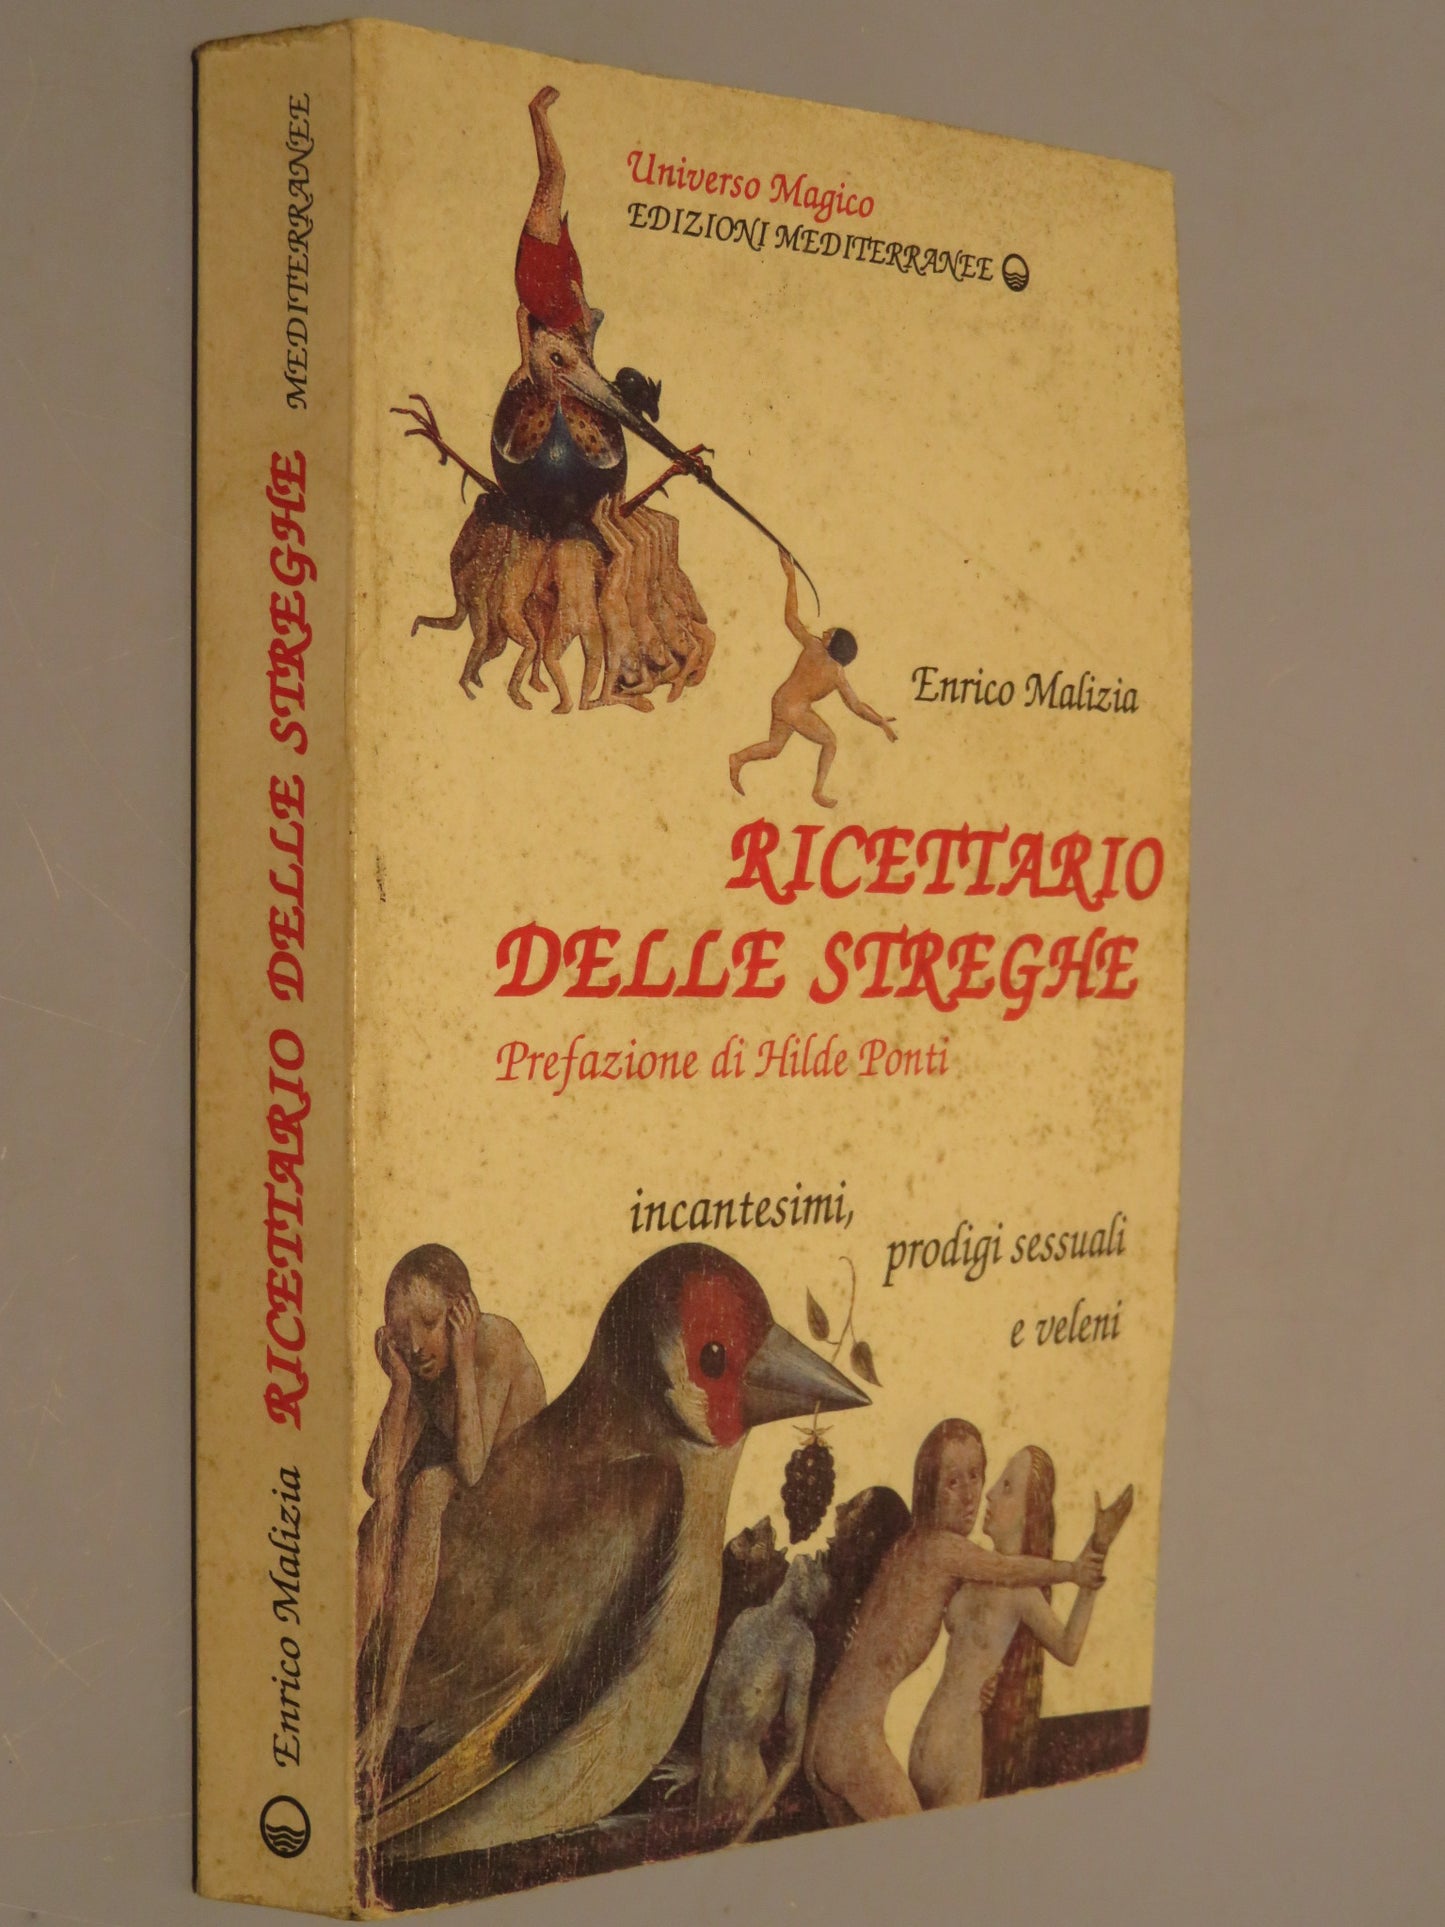 Universo Magico
EDIZIONI MEDITERRANEE
Enrico Malizia
RICETTARIO
DELLE STREGHE
Prefazione di Hilde Ponti
incantesimi,
prodigi sessuali
e veleni
Enrico Malizia RICETTARIO DELLE STREGHE MEDITERRANEE